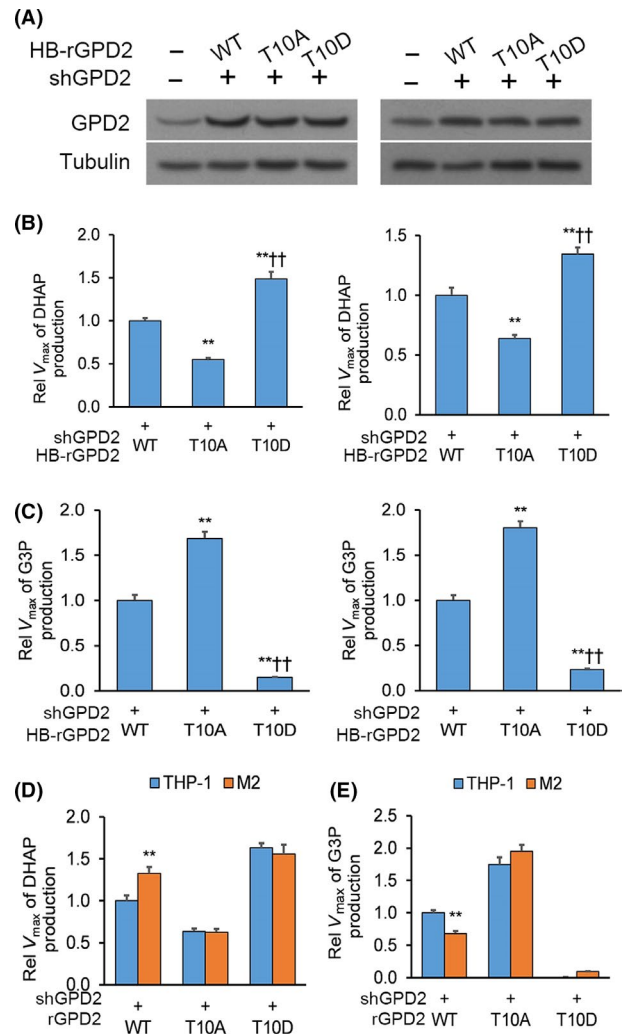 (A)
HB-rGPD2 – WT T10A T10D – WT T10A T10D
shGPD2 – + + + – + + +
GPD2
Tubulin
(B)
2.0
1.5
1.0
0.5
0.0
Rel Vmax of DHAP
production
**
**††
shGPD2 + + +
HB-rGPD2 WT T10A T10D
1.5
1.0
0.5
0.0
Rel Vmax of DHAP
production
**
**††
shGPD2 + + +
HB-rGPD2 WT T10A T10D
(C)
2.0
1.5
1.0
0.5
0.0
Rel Vmax of G3P
production
**
**††
shGPD2 + + +
HB-rGPD2 WT T10A T10D
2.0
1.5
1.0
0.5
0.0
Rel Vmax of G3P
production
**
**††
shGPD2 + + +
HB-rGPD2 WT T10A T10D
(D)
THP-1 M2
2.0
1.5
1.0
0.5
0.0
Rel Vmax of DHAP
production
**
shGPD2 + + +
rGPD2 WT T10A T10D
(E)
THP-1 M2
2.5
2.0
1.5
1.0
0.5
0.0
Rel Vmax of G3P
production
**
shGPD2 + + +
rGPD2 WT T10A T10D